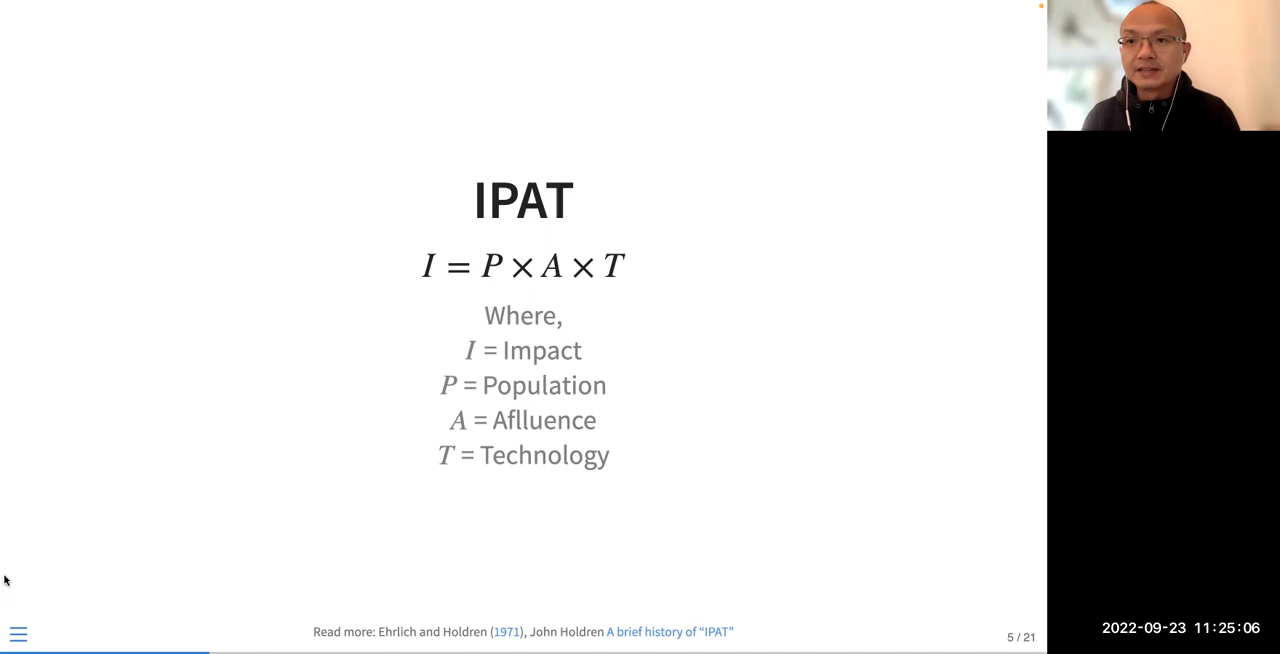 IPAT
I = P × A × T
Where,
I = Impact
P = Population
A = Aflluence
T = Technology
Read more: Ehrlich and Holdren (1971), John Holdren A brief history of “IPAT”
5 / 21
2022-09-23 11:25:06